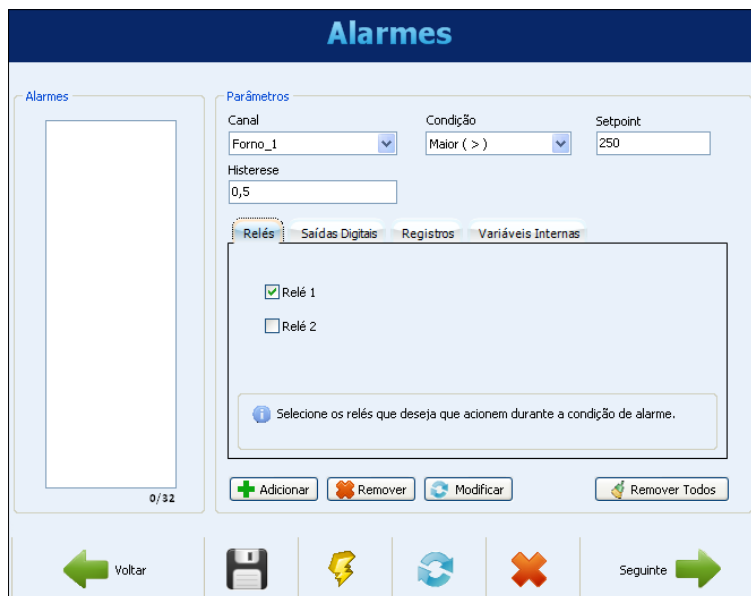 Alarmes
Alarmes
Parâmetros
Canal
Condição
Setpoint
Forno_1
Maior ( > )
250
Histerese
0,5
Relés
Saídas Digitais
Registros
Variáveis Internas
Relé 1
Relé 2
Selecione os relés que deseja que acionem durante a condição de alarme.
0/32
Adicionar
Remover
Modificar
Remover Todos
Voltar
Seguinte